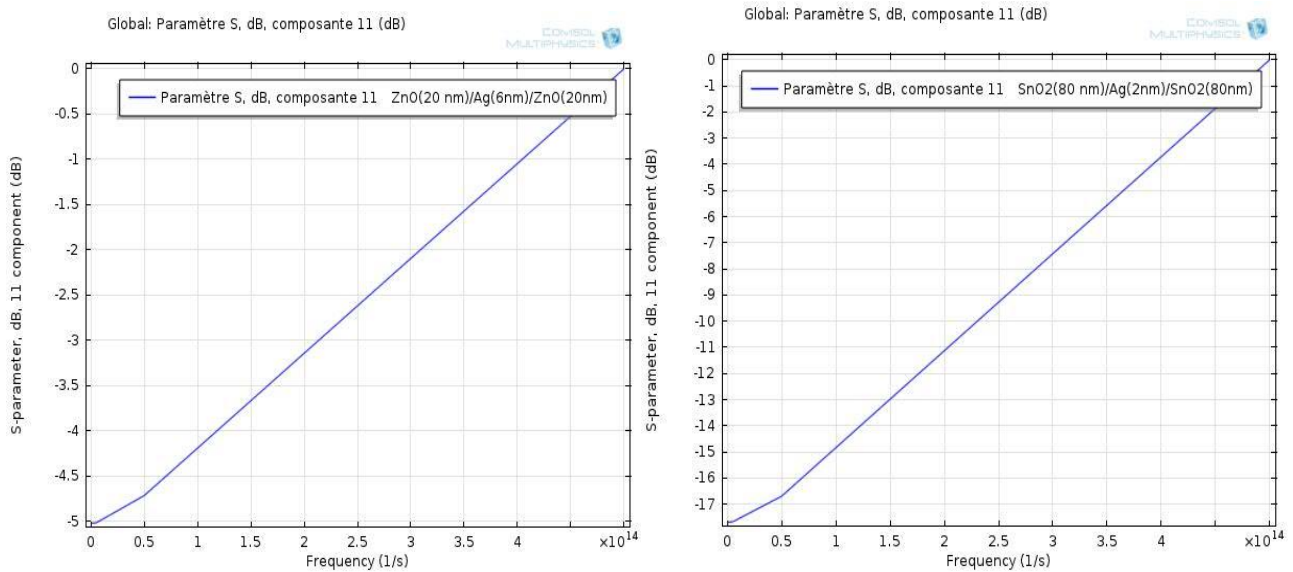 Global: Paramètre S, dB, composante 11 (dB)
COMSOL
MULTIPHYSICS
Paramètre S, dB, composante 11 ZnO(20 nm)/Ag(6nm)/ZnO(20nm)
S-parameter, dB, 11 component (dB)
0
-0.5
-1
-1.5
-2
-2.5
-3
-3.5
-4
-4.5
-5
0 0.5 1 1.5 2 2.5 3 3.5 4 ×10^14
Frequency (1/s)
Global: Paramètre S, dB, composante 11 (dB)
COMSOL
MULTIPHYSICS
Paramètre S, dB, composante 11 SnO2(80 nm)/Ag(2nm)/SnO2(80nm)
S-parameter, dB, 11 component (dB)
0
-1
-2
-3
-4
-5
-6
-7
-8
-9
-10
-11
-12
-13
-14
-15
-16
-17
0 0.5 1 1.5 2 2.5 3 3.5 4 ×10^14
Frequency (1/s)